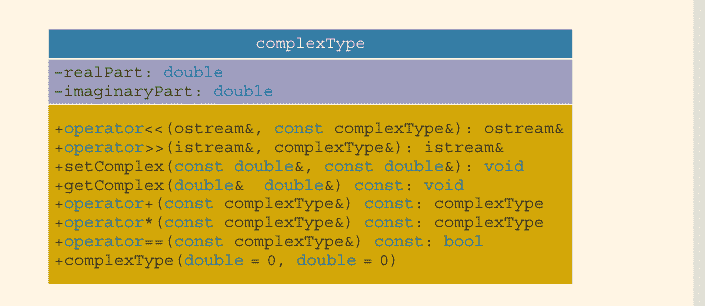 complexType
-realPart: double
-imaginaryPart: double
+operator<<(ostream&, const complexType&): ostream&
+operator>>(istream&, complexType&): istream&
+setComplex(const double&, const double&): void
+getComplex(double&  double&) const: void
+operator+(const complexType&) const: complexType
+operator*(const complexType&) const: complexType
+operator==(const complexType&) const: bool
+complexType(double = 0, double = 0)